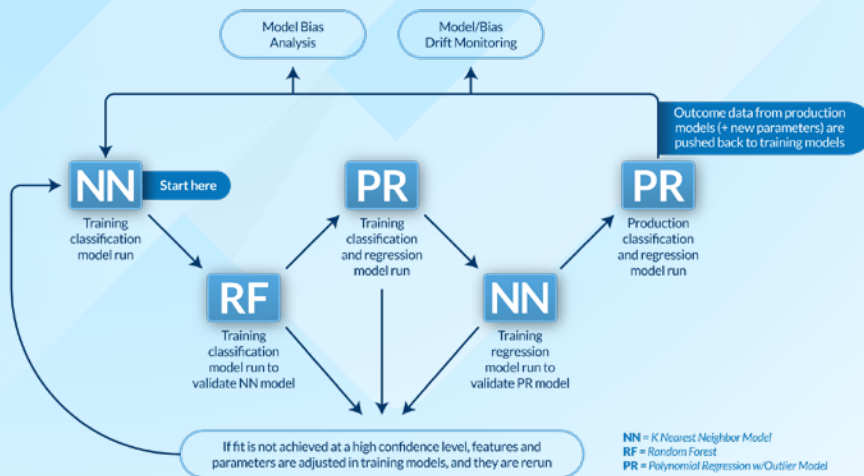 Model Bias
Analysis
Model/Bias
Drift Monitoring
Outcome data from production
models (+ new parameters) are
pushed back to training models
NN
Start here
Training
classification
model run
PR
Training
classification
and regression
model run
PR
Production
classification
and regression
model run
RF
Training
classification
model run to
validate NN model
NN
Training
regression
model run to
validate PR model
If fit is not achieved at a high confidence level, features and
parameters are adjusted in training models, and they are rerun
NN = K Nearest Neighbor Model
RF = Random Forest
PR = Polynomial Regression w/Outlier Model